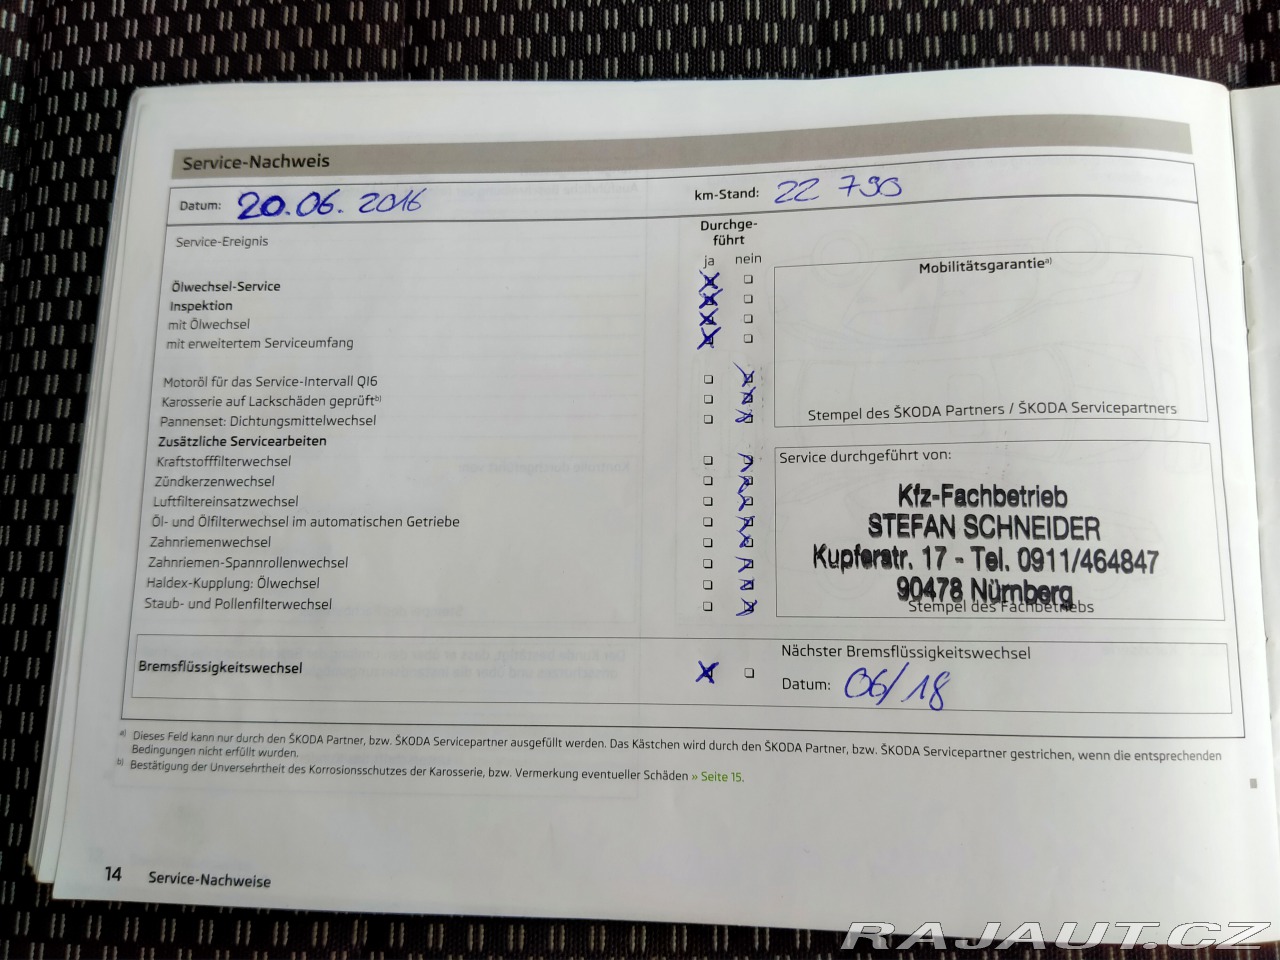 Service-Nachweis
Datum: 20.06.2016 km-Stand: 22 790
Service-Ereignis
Durchge-
führt
ja nein
Ölwechsel-Service
Inspektion
mit Ölwechsel
mit erweitertem Serviceumfang
Motoröl für das Service-Intervall QI6
Karosserie auf Lackschäden geprüft b)
Pannenset: Dichtungsmittelwechsel
Zusätzliche Servicearbeiten
Kraftstofffilterwechsel
Zündkerzenwechsel
Luftfiltereinsatzwechsel
Öl- und Ölfilterwechsel im automatischen Getriebe
Zahnriemenwechsel
Zahnriemen-Spannrollenwechsel
Haldex-Kupplung: Ölwechsel
Staub- und Pollenfilterwechsel
Mobilitätsgarantie a)
Stempel des ŠKODA Partners / ŠKODA Servicepartners
Service durchgeführt von:
Kfz-Fachbetrieb
STEFAN SCHNEIDER
Kupferstr. 17 - Tel. 0911/464847
90478 Nürnberg
Stempel des Fachbetriebs
Bremsflüssigkeitswechsel
Nächster Bremsflüssigkeitswechsel
Datum: 06/18
a) Dieses Feld kann nur durch den ŠKODA Partner, bzw. ŠKODA Servicepartner ausgefüllt werden. Das Kästchen wird durch den ŠKODA Partner, bzw. ŠKODA Servicepartner gestrichen, wenn die entsprechenden
Bedingungen nicht erfüllt wurden.
b) Bestätigung der Unversehrtheit des Korrosionsschutzes der Karosserie, bzw. Vermerkung eventueller Schäden » Seite 15.
14 Service-Nachweise
RAJAUT.CZ